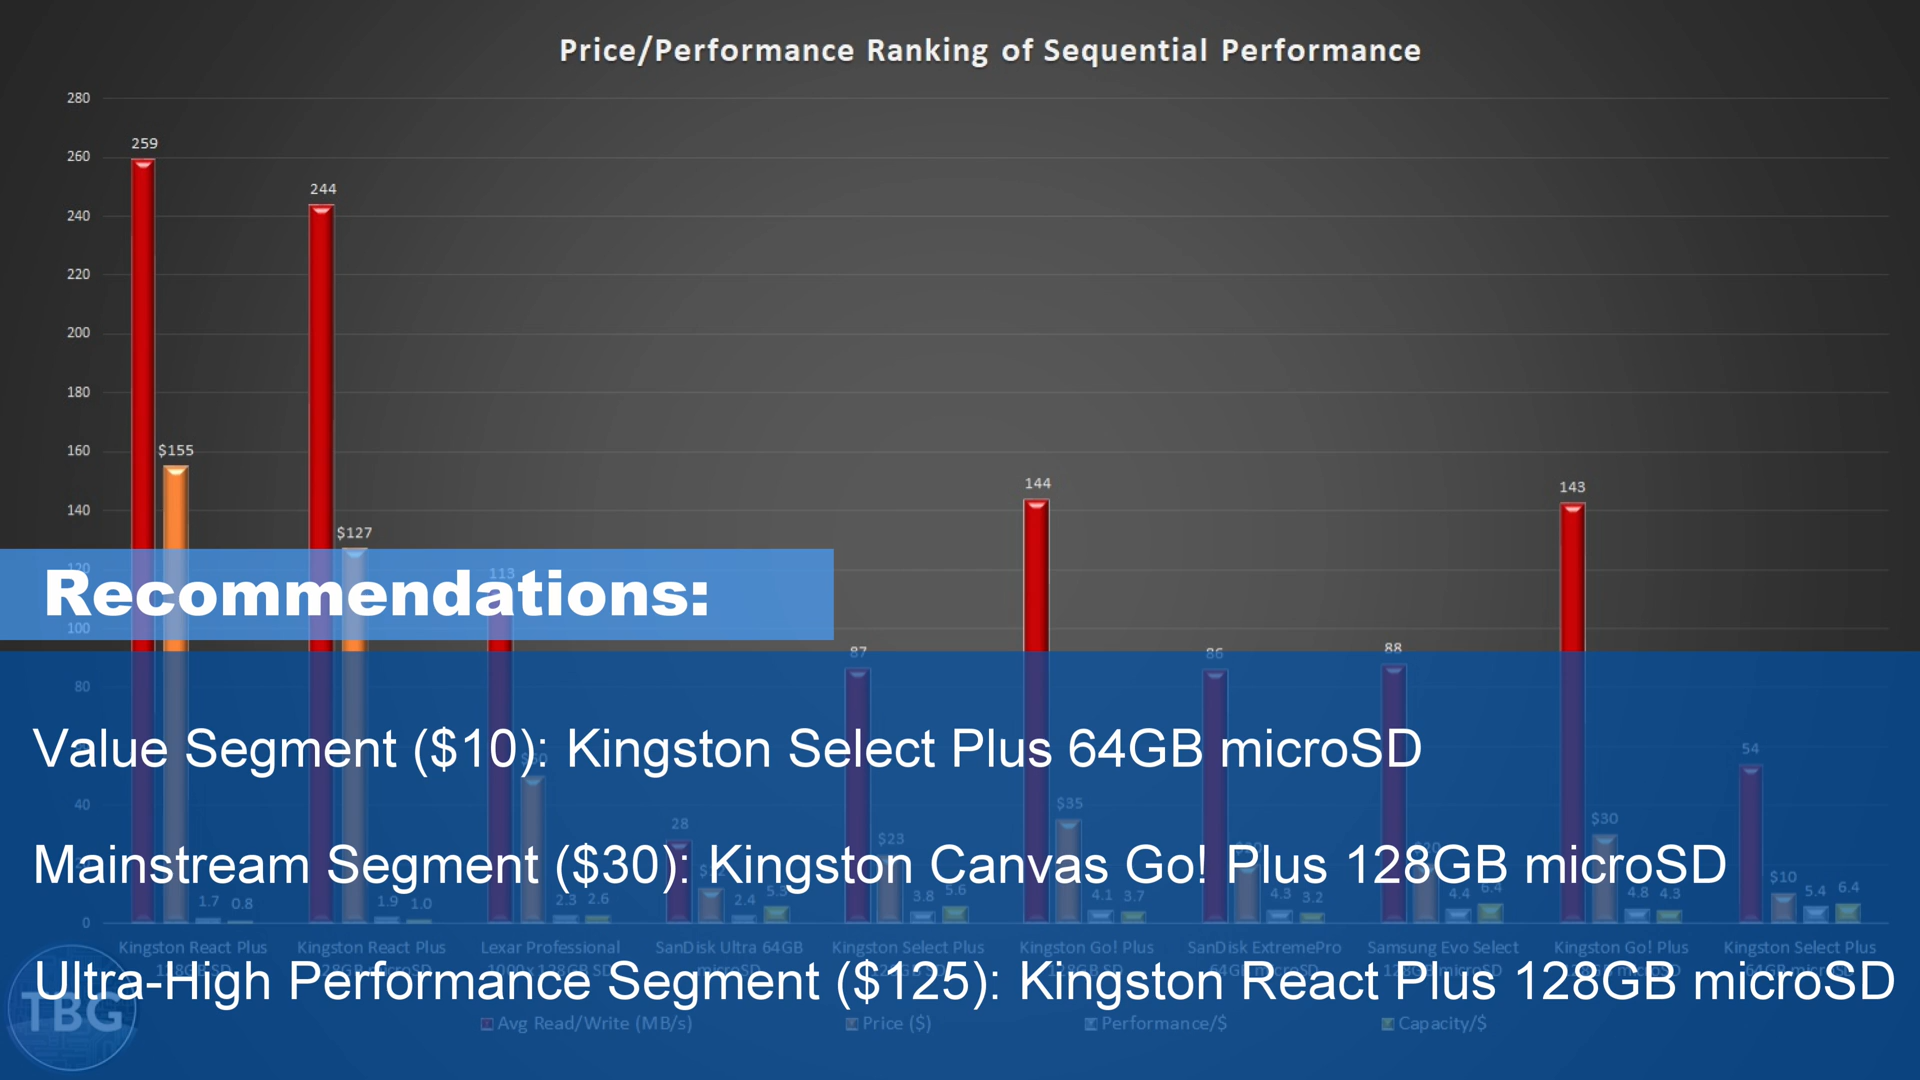 Price/Performance Ranking of Sequential Performance
280
260
240
220
200
180
160
140
120
100
80
40
0
259
$155
1.7
0.8
244
$127
1.9
1.0
113
2.3
2.6
28
2.4
87
$23
3.8
5.6
144
$35
4.1
3.7
86
4.3
3.2
88
4.4
6.4
143
$30
4.8
4.3
54
$10
5.4
6.4
Recommendations:
Value Segment ($10): Kingston Select Plus 64GB microSD
Mainstream Segment ($30): Kingston Canvas Go! Plus 128GB microSD
Kingston React Plus
Kingston React Plus
Lexar Professional
SanDisk Ultra 64GB
Kingston Select Plus
Kingston Go! Plus
SanDisk ExtremePro
Samsung Evo Select
Kingston Go! Plus
Kingston Select Plus
Ultra-High Performance Segment ($125): Kingston React Plus 128GB microSD
TBG
Avg Read/Write (MB/s)
Price ($)
Performance/$
Capacity/$